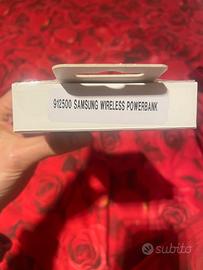 912500 SAMSUNG WIRELESS POWERBANK
subito